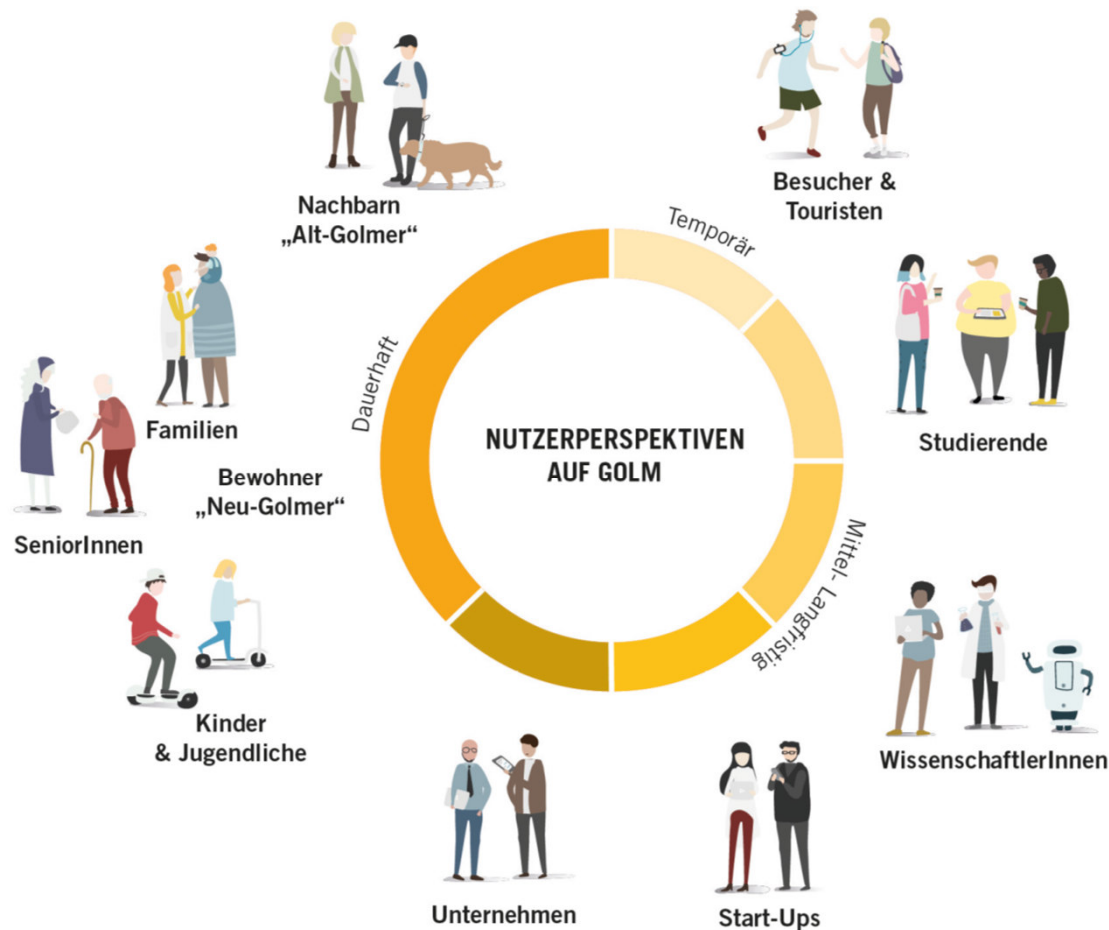 Nachbarn
„Alt-Golmer“
Besucher &
Touristen
Temporär
Dauerhaft
Familien
Studierende
NUTZERPERSPEKTIVEN
AUF GOLM
Bewohner
„Neu-Golmer“
SeniorInnen
Mittel- Langfristig
Kinder
& Jugendliche
WissenschaftlerInnen
Unternehmen
Start-Ups